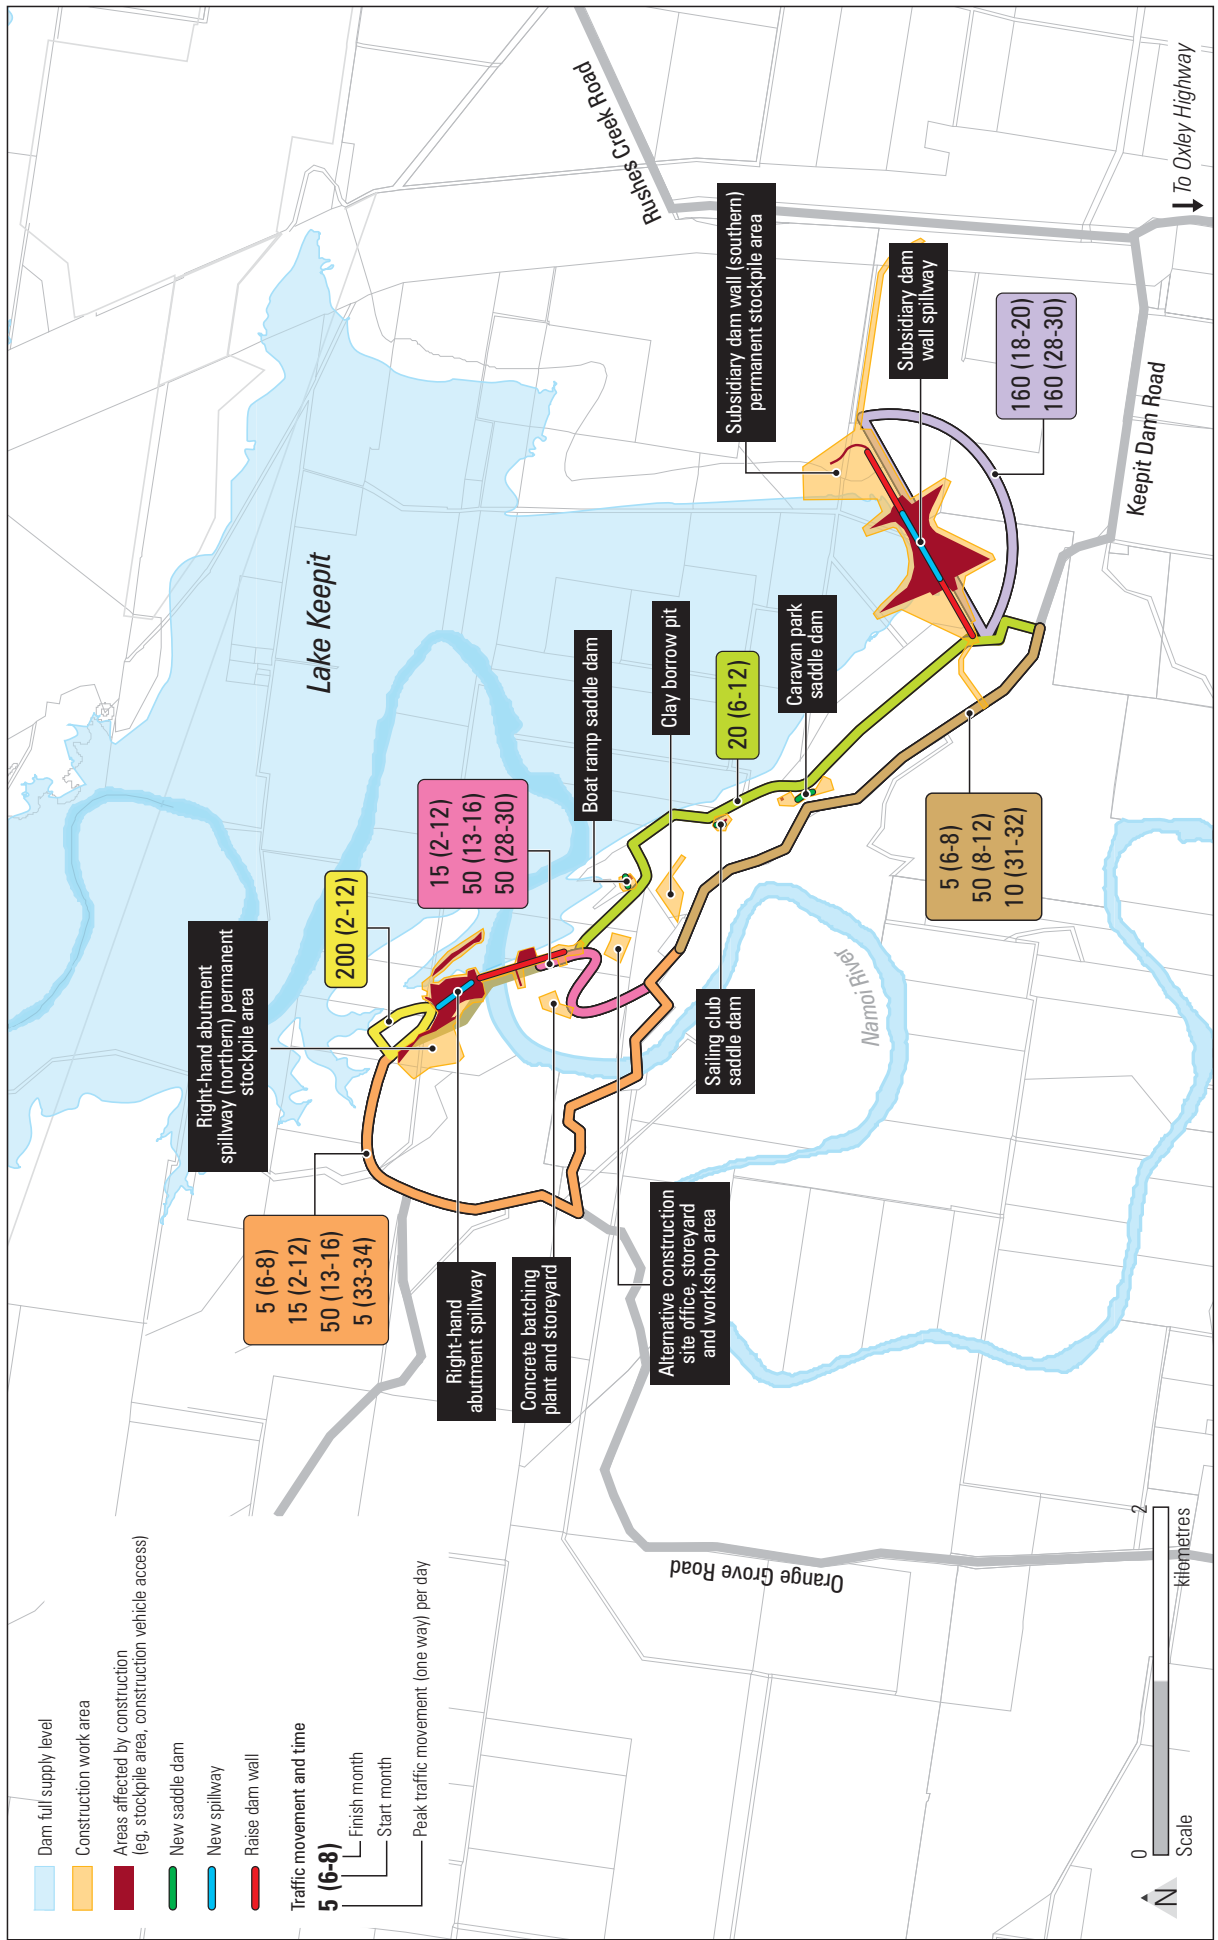 Dam full supply level
Construction work area
Areas affected by construction
(eg, stockpile area, construction vehicle access)
New saddle dam
New spillway
Raise dam wall
Traffic movement and time
5 (6-8)
Finish month
Start month
Peak traffic movement (one way) per day
N
0
2
kilometres
Scale
Orange Grove Road
5 (6-8)
15 (2-12)
50 (13-16)
5 (33-34)
Right-hand abutment
spillway (northern) permanent
stockpile area
200 (2-12)
Right-hand
abutment spillway
Concrete batching
plant and storeyard
Alternative construction
site office, storeyard
and workshop area
15 (2-12)
50 (13-16)
50 (28-30)
Lake Keepit
Boat ramp saddle dam
Clay borrow pit
20 (6-12)
Caravan park
saddle dam
Sailing club
saddle dam
Namoi River
5 (6-8)
50 (8-12)
10 (31-32)
Subsidiary dam wall (southern)
permanent stockpile area
Subsidiary dam
wall spillway
160 (18-20)
160 (28-30)
Rushes Creek Road
Keepit Dam Road
To Oxley Highway